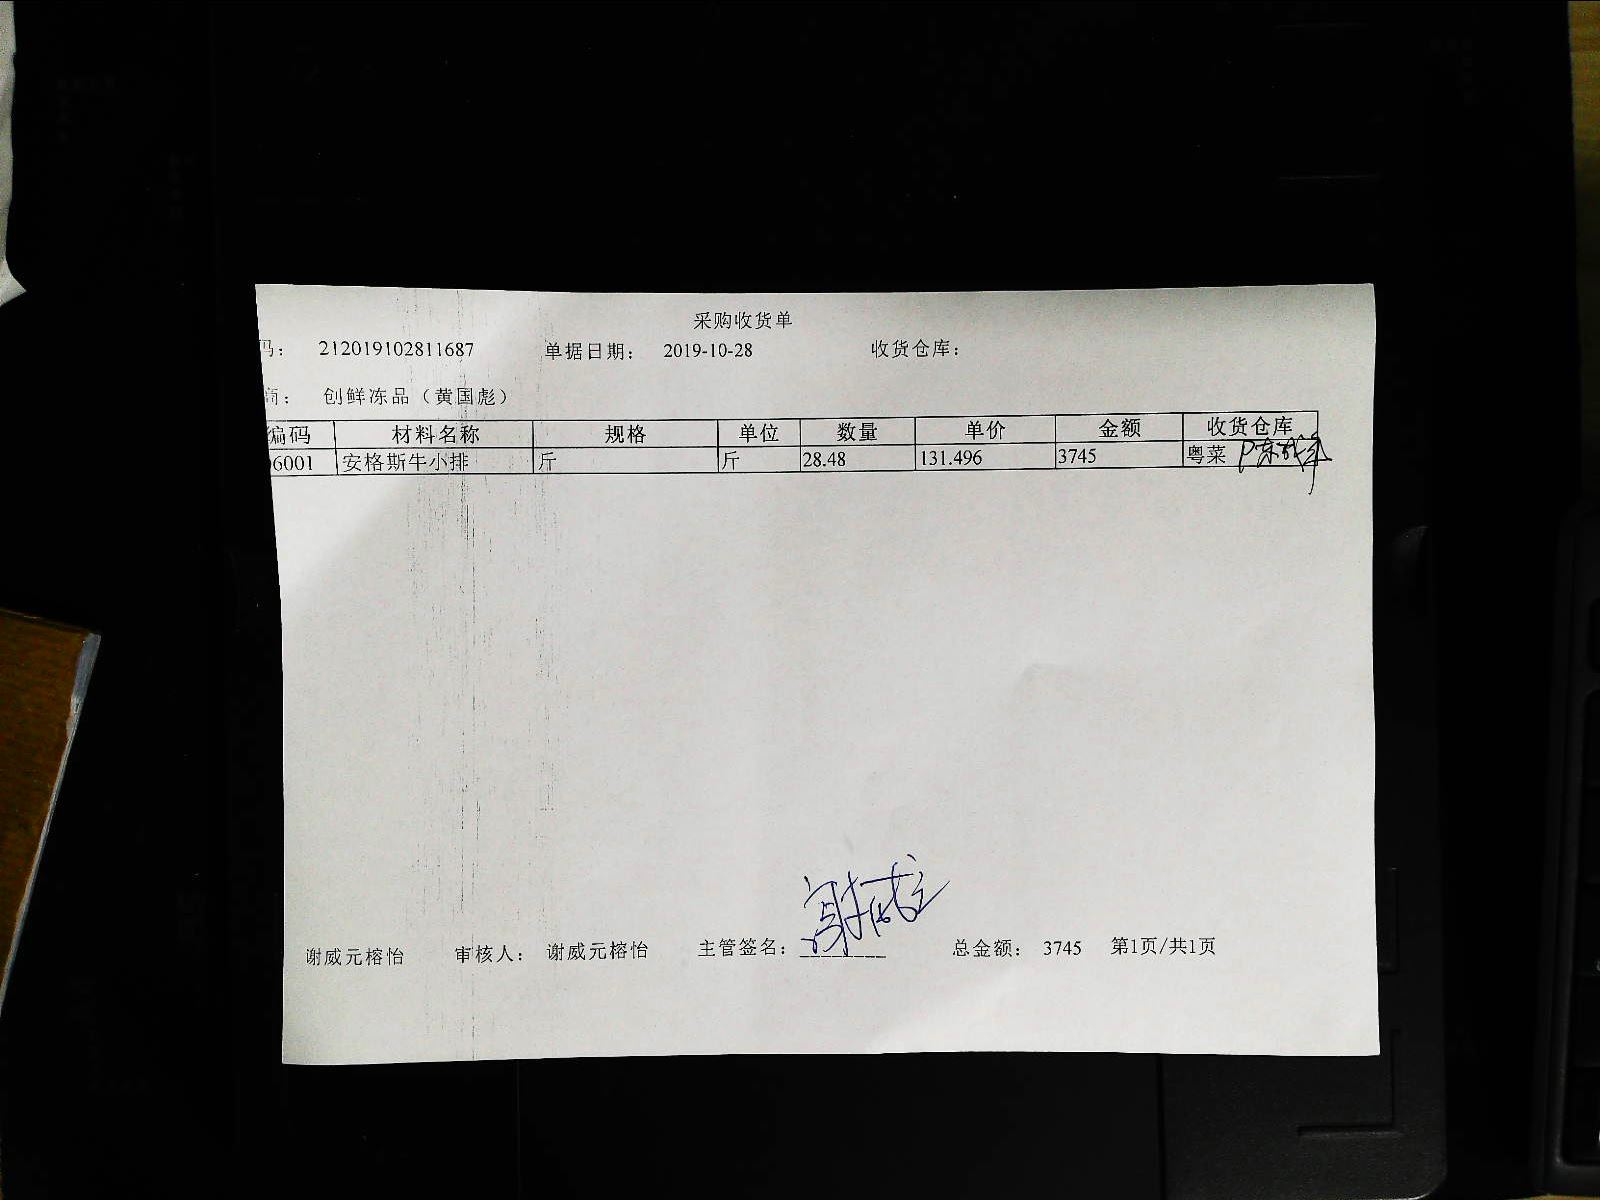 采购收货单
码： 212019102811687 单据日期： 2019-10-28 收货仓库：
商： 创鲜冻品（黄国彪）
编码 材料名称 规格 单位 数量 单价 金额 收货仓库
06001 安格斯牛小排 斤 斤 28.48 131.496 3745 粤菜
谢威元榕怡 审核人： 谢威元榕怡 主管签名： 总金额： 3745 第1页/共1页